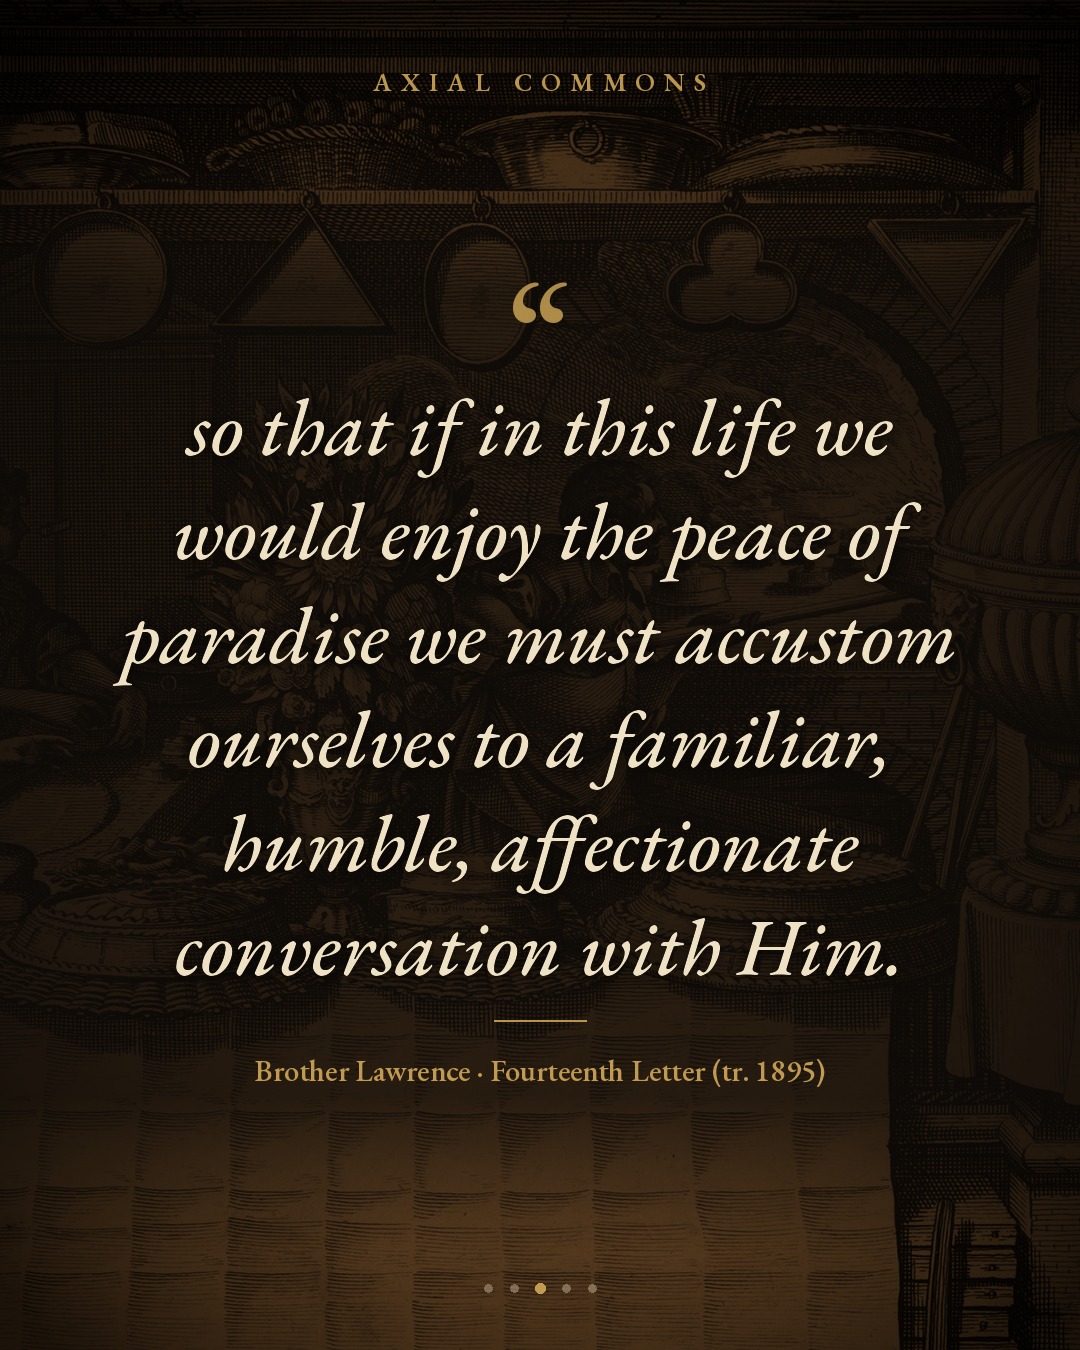 AXIAL COMMONS
“
so that if in this life we
would enjoy the peace of
paradise we must accustom
ourselves to a familiar,
humble, affectionate
conversation with Him.
Brother Lawrence · Fourteenth Letter (tr. 1895)